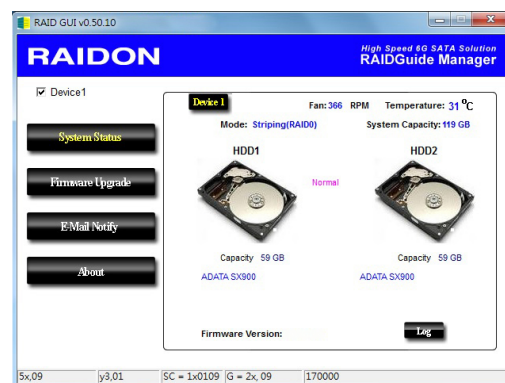 RAID GUI v0.50.10
RAIDON
High Speed 6G SATA Solution
RAIDGuide Manager
Device1
System Status
Firmware Upgrade
E-Mail Notify
About
Device 1
Fan: 366 RPM Temperature: 31 °C
Mode: Striping(RAID0) System Capacity: 119 GB
HDD1 HDD2
Normal
Capacity 59 GB Capacity 59 GB
ADATA SX900 ADATA SX900
Firmware Version: Log
5x,09 y3,01 SC = 1x0109 G = 2x, 09 170000